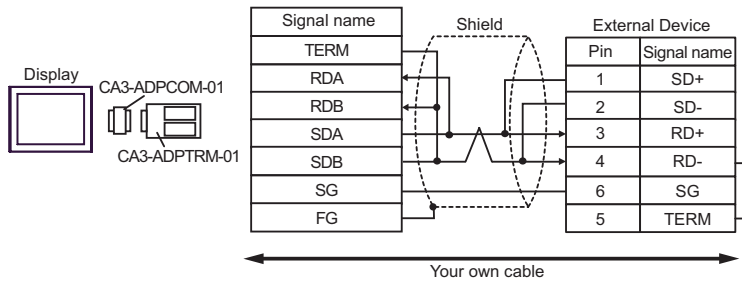 Display
CA3-ADPCOM-01
CA3-ADPTRM-01
Signal name
TERM
RDA
RDB
SDA
SDB
SG
FG
Shield
External Device
Pin Signal name
1 SD+
2 SD-
3 RD+
4 RD-
6 SG
5 TERM
Your own cable